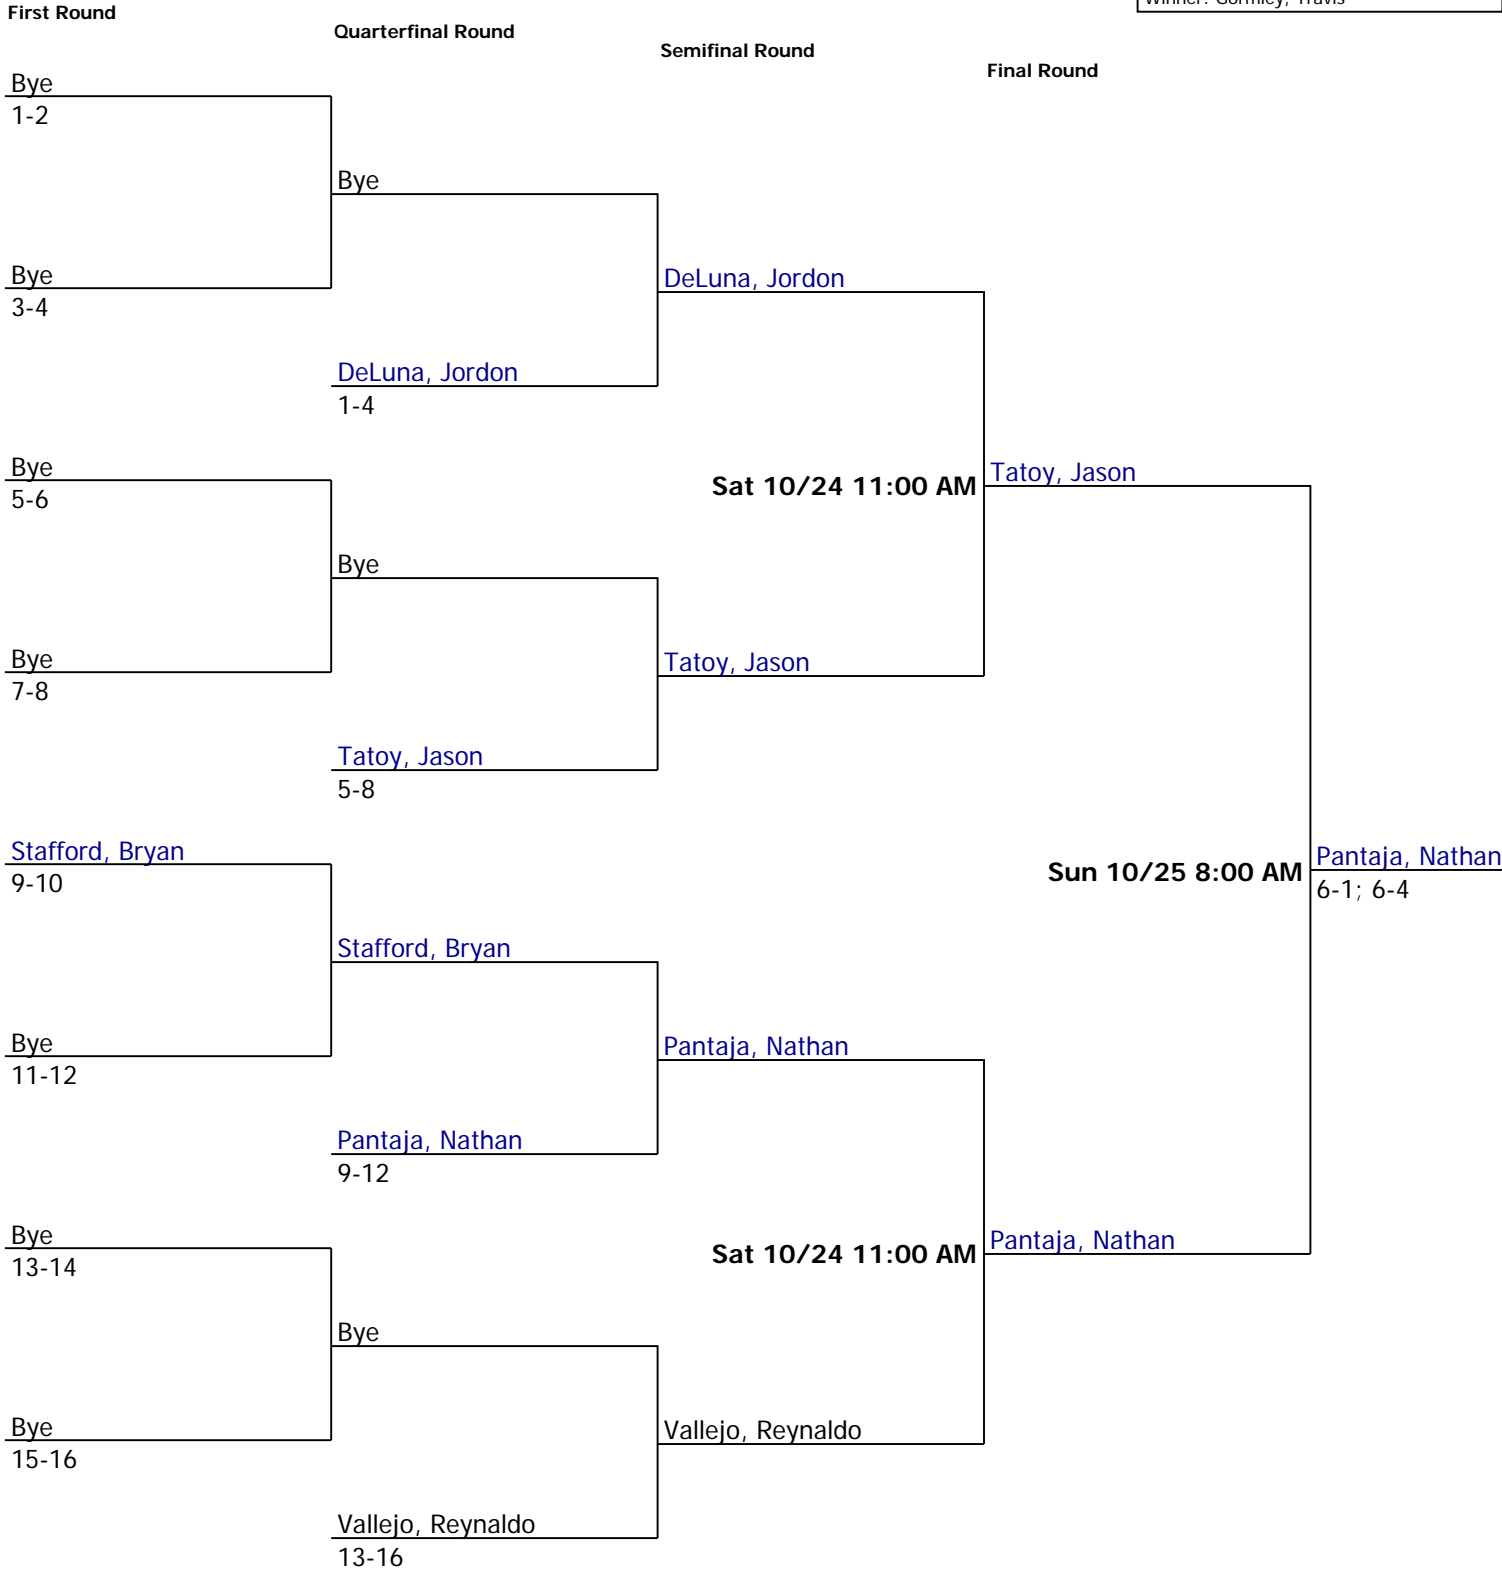 Winner: Gormley, Travis
First Round
Quarterfinal Round
Semifinal Round
Final Round
Bye
1-2
Bye
Bye
3-4
DeLuna, Jordon
DeLuna, Jordon
1-4
Bye
5-6
Sat 10/24 11:00 AM
Tatoy, Jason
Bye
Bye
7-8
Tatoy, Jason
Tatoy, Jason
5-8
Stafford, Bryan
9-10
Sun 10/25 8:00 AM
Pantaja, Nathan
6-1; 6-4
Stafford, Bryan
Bye
11-12
Pantaja, Nathan
Pantaja, Nathan
9-12
Bye
13-14
Sat 10/24 11:00 AM
Pantaja, Nathan
Bye
Bye
15-16
Vallejo, Reynaldo
Vallejo, Reynaldo
13-16